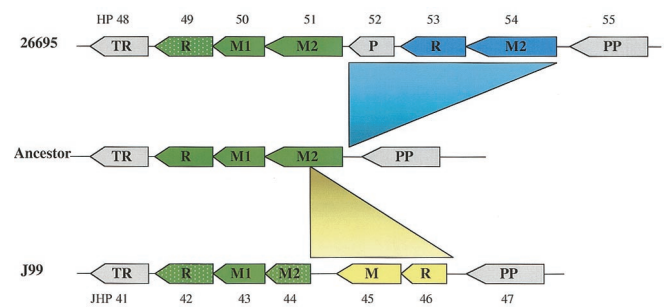 HP 48 49 50 51 52 53 54 55
26695 TR R M1 M2 P R M2 PP
Ancestor TR R M1 M2 PP
J99 TR R M1 M2 M R PP
JHP 41 42 43 44 45 46 47